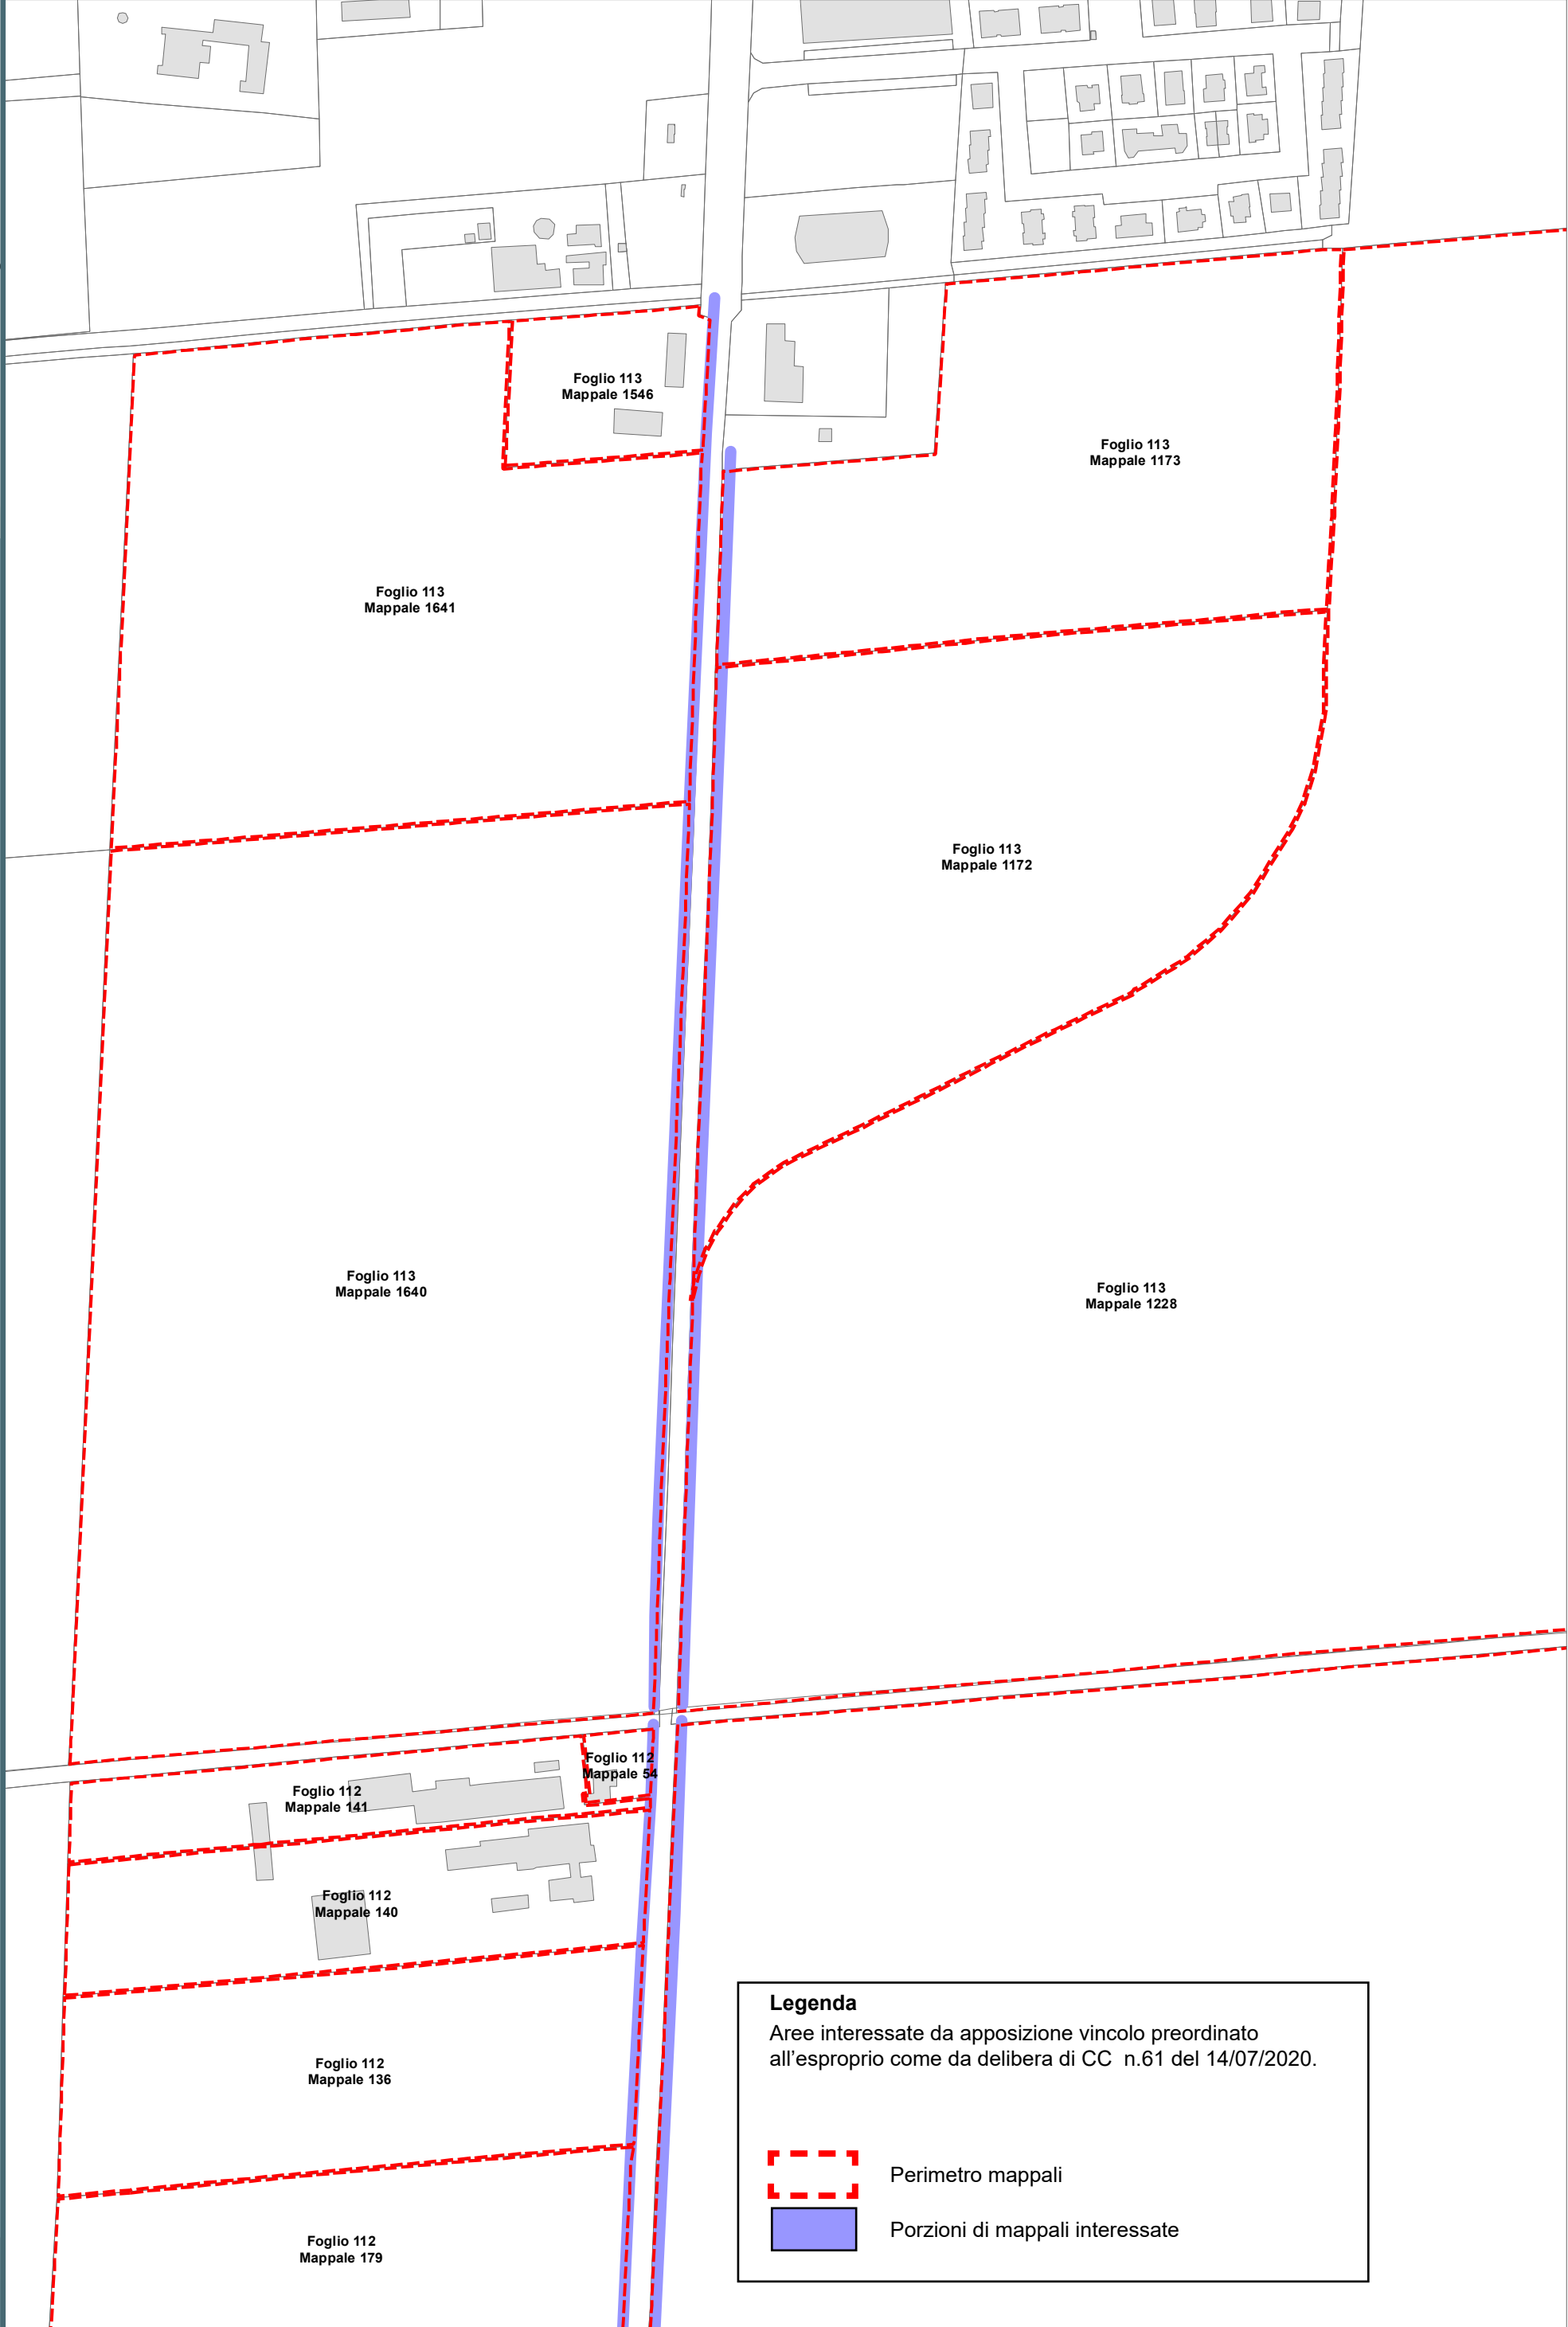 Foglio 113
Mappale 1546
Foglio 113
Mappale 1173
Foglio 113
Mappale 1641
Foglio 113
Mappale 1172
Foglio 113
Mappale 1640
Foglio 113
Mappale 1228
Foglio 112
Mappale 54
Foglio 112
Mappale 141
Foglio 112
Mappale 140
Foglio 112
Mappale 136
Foglio 112
Mappale 179
Legenda
Aree interessate da apposizione vincolo preordinato
all’esproprio come da delibera di CC  n.61 del 14/07/2020.
Perimetro mappali
Porzioni di mappali interessate